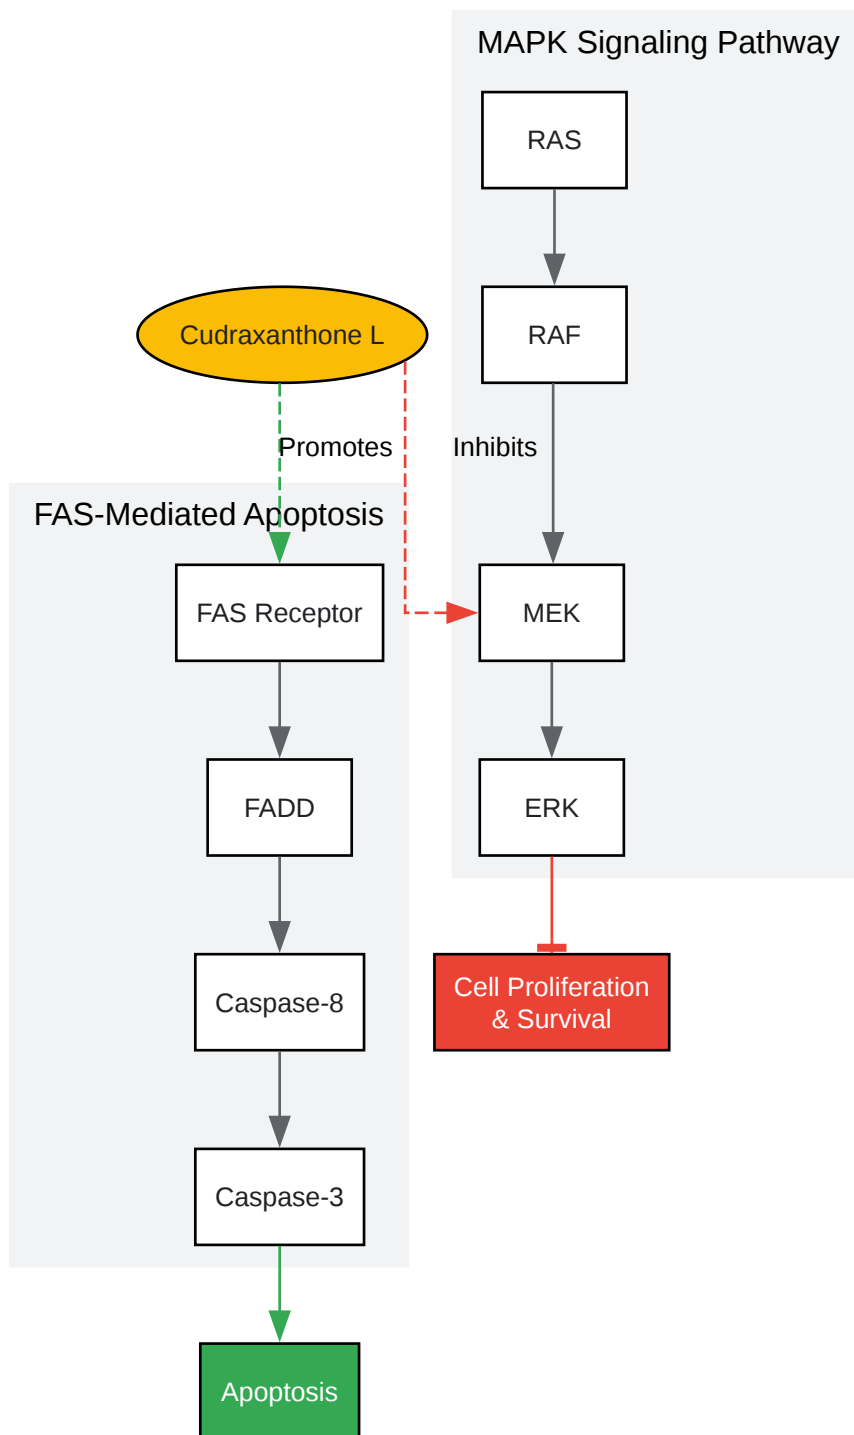 MAPK Signaling Pathway
RAS
RAF
Cudraxanthone L
Promotes
Inhibits
FAS-Mediated Apoptosis
FAS Receptor
MEK
FADD
ERK
Caspase-8
Cell Proliferation
& Survival
Caspase-3
Apoptosis